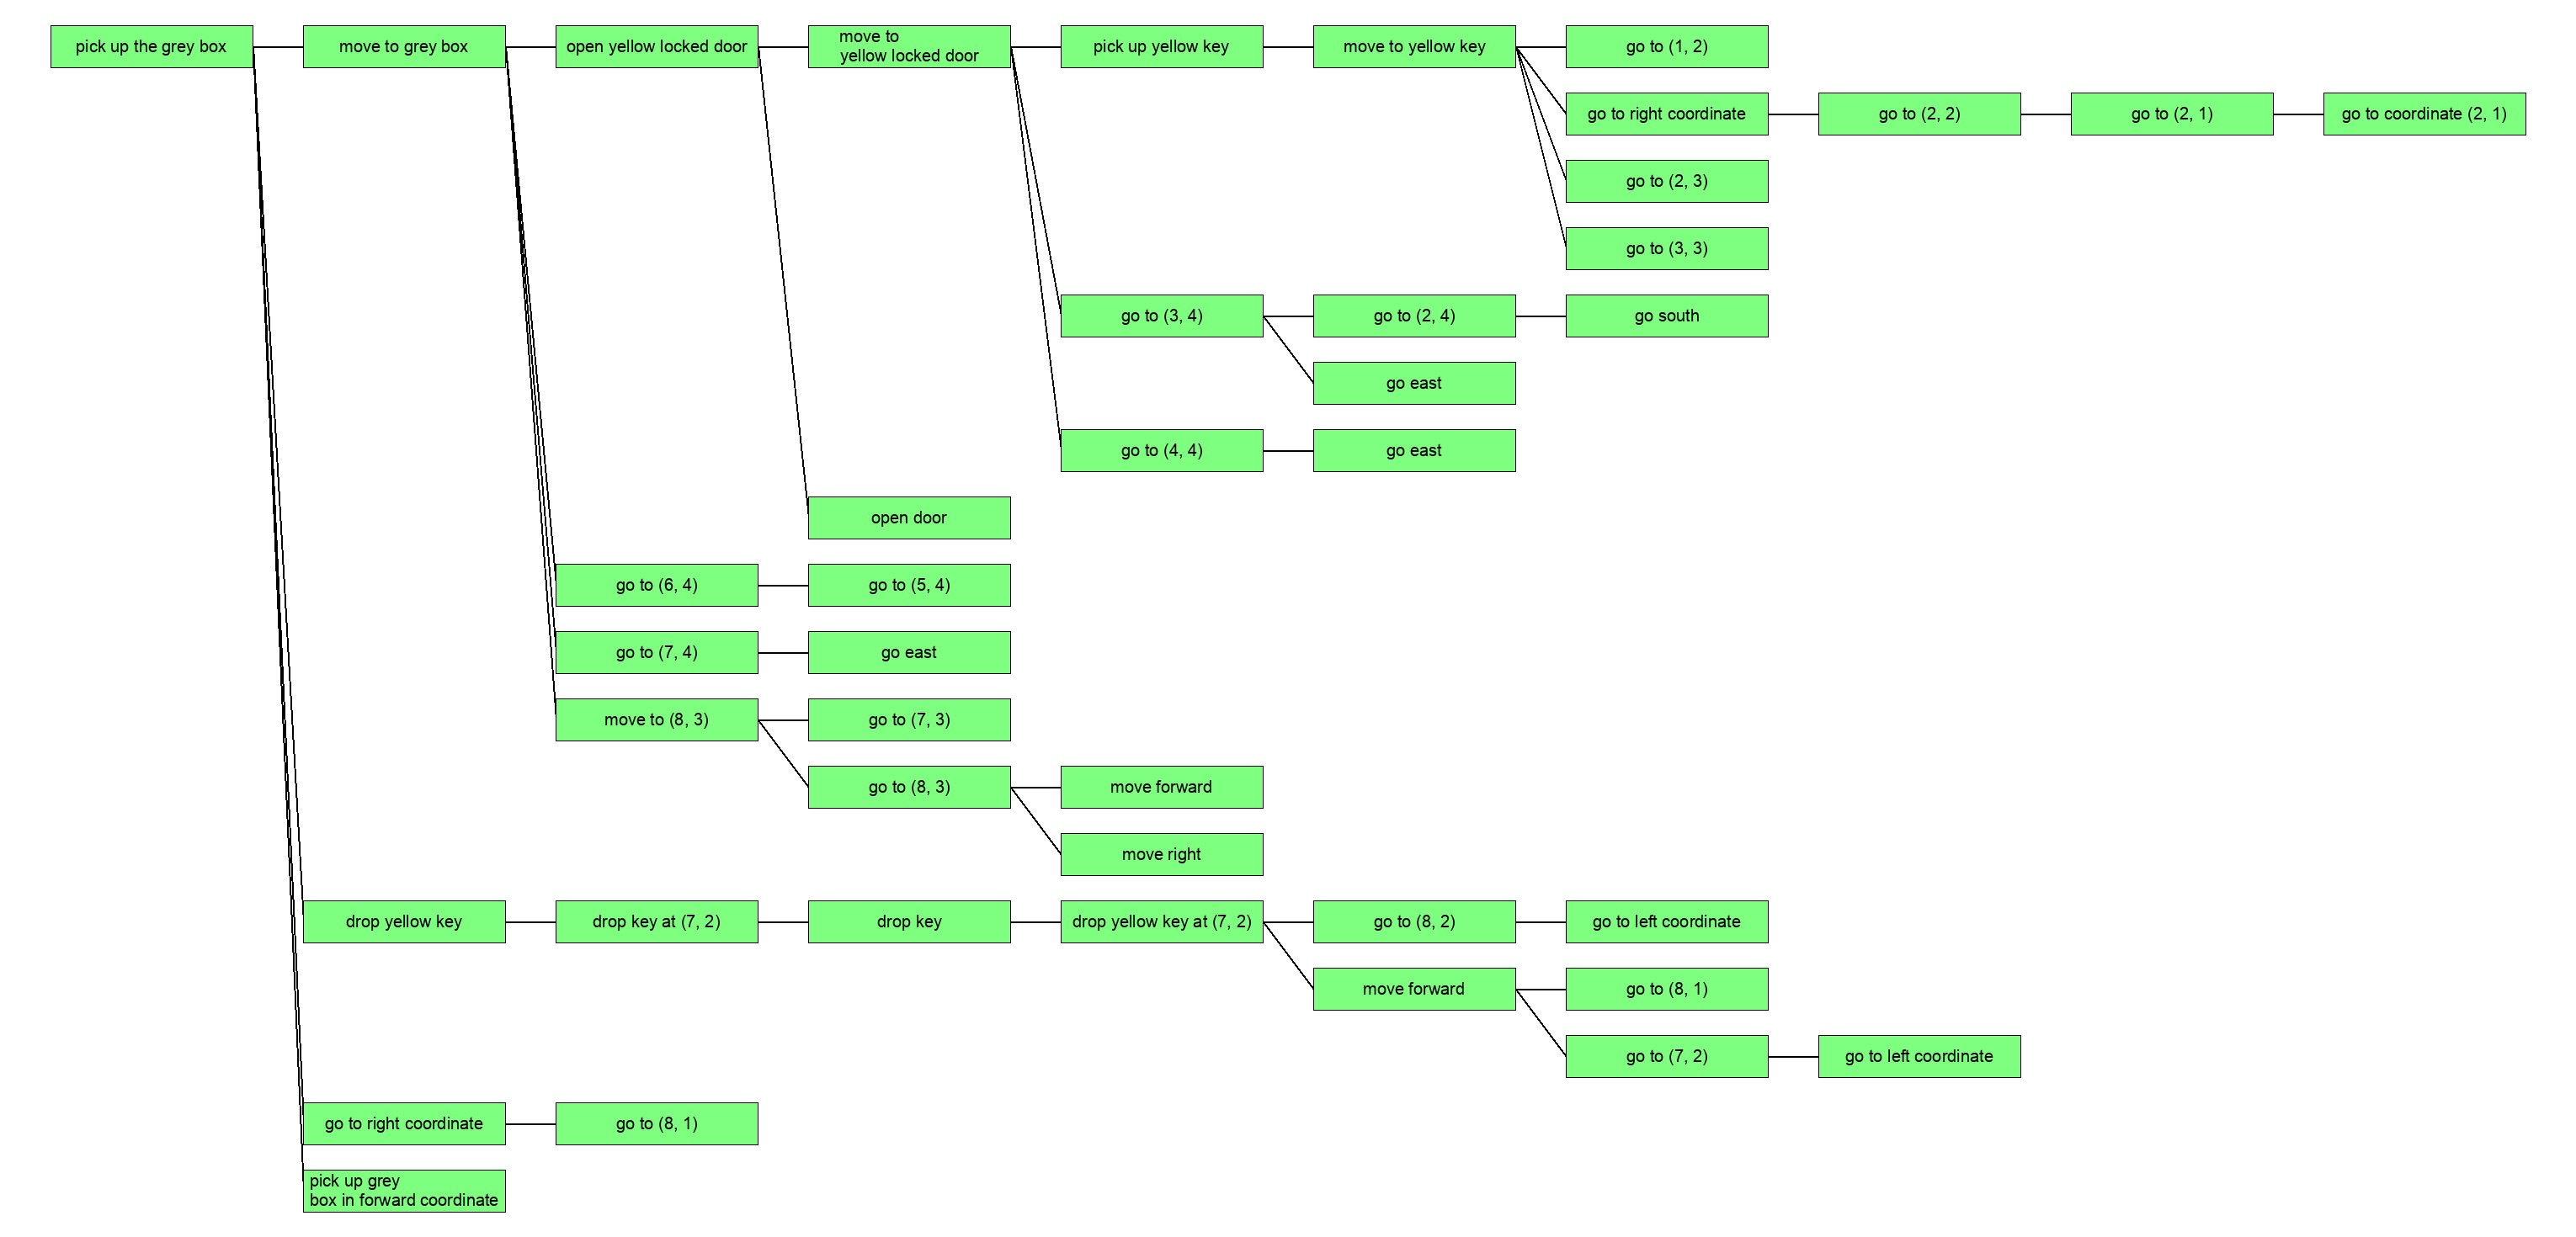 pick up the grey box
move to grey box
open yellow locked door
move to
yellow locked door
pick up yellow key
move to yellow key
go to (1, 2)
go to right coordinate
go to (2, 2)
go to (2, 1)
go to coordinate (2, 1)
go to (2, 3)
go to (3, 3)
go to (3, 4)
go to (2, 4)
go south
go east
go to (4, 4)
go east
open door
go to (6, 4)
go to (5, 4)
go to (7, 4)
go east
move to (8, 3)
go to (7, 3)
go to (8, 3)
move forward
move right
drop yellow key
drop key at (7, 2)
drop key
drop yellow key at (7, 2)
go to (8, 2)
go to left coordinate
move forward
go to (8, 1)
go to (7, 2)
go to left coordinate
go to right coordinate
go to (8, 1)
pick up grey
box in forward coordinate